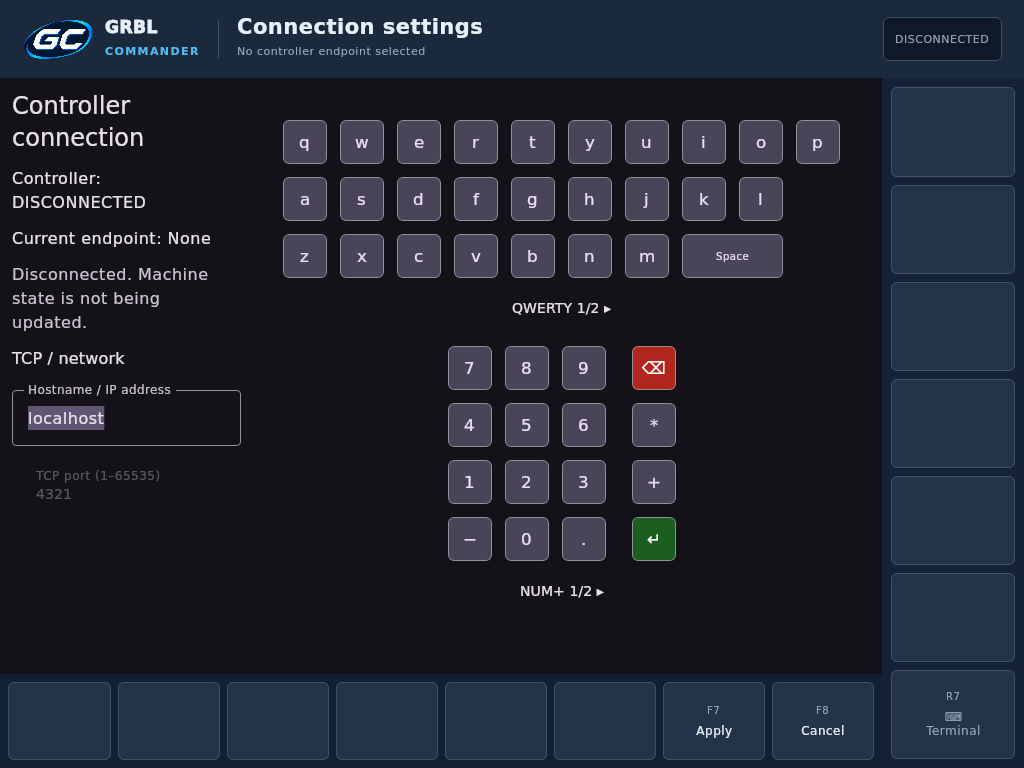 GC
GRBL
COMMANDER
Connection settings
No controller endpoint selected
DISCONNECTED
Controller
connection
Controller:
DISCONNECTED
Current endpoint: None
Disconnected. Machine
state is not being
updated.
TCP / network
Hostname / IP address
localhost
TCP port (1–65535)
4321
q w e r t y u i o p
a s d f g h j k l
z x c v b n m Space
QWERTY 1/2 ▸
7 8 9 ⌫
4 5 6 *
1 2 3 +
− 0 . ↵
NUM+ 1/2 ▸
F7
Apply
F8
Cancel
R7
⌨
Terminal